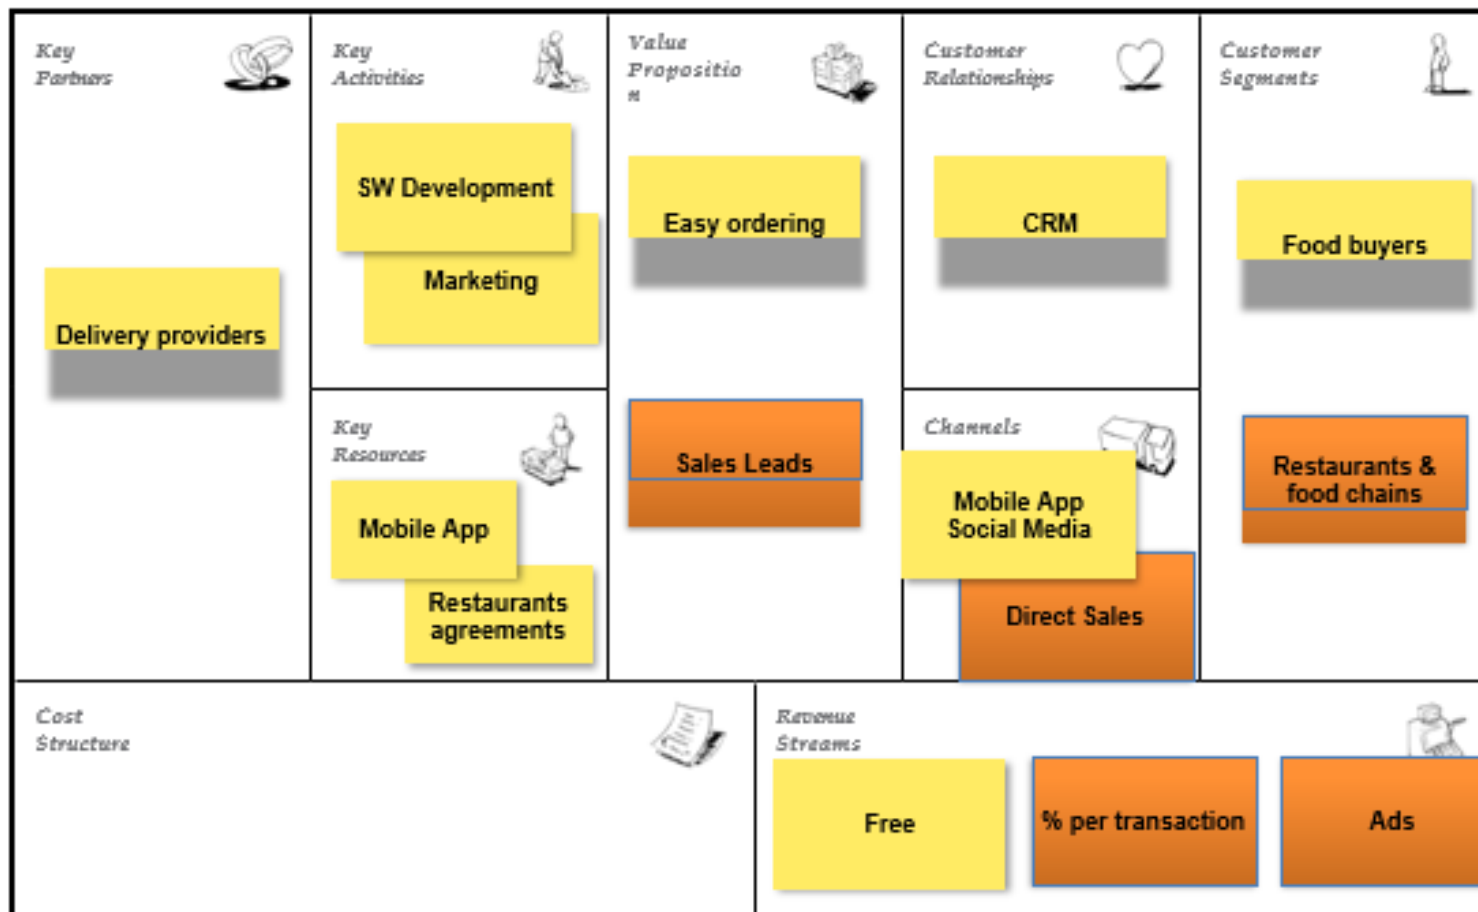 Key
Partners
Delivery providers
Key
Activities
SW Development
Marketing
Key
Resources
Mobile App
Restaurants
agreements
Value
Propositio
n
Easy ordering
Sales Leads
Customer
Relationships
CRM
Channels
Mobile App
Social Media
Direct Sales
Customer
Segments
Food buyers
Restaurants &
food chains
Cost
Structure
Revenue
Streams
Free
% per transaction
Ads